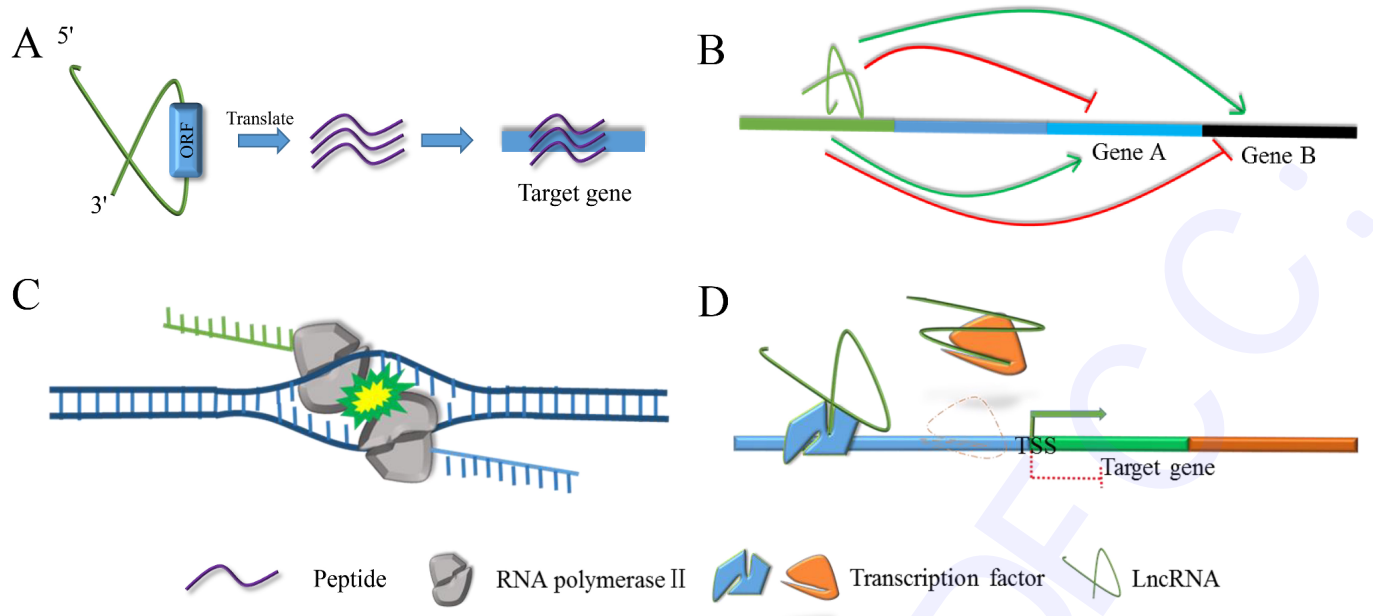 A
5'
ORF
3'
Translate
Target gene
B
Gene A
Gene B
C
D
TSS
Target gene
Peptide
RNA polymerase II
Transcription factor
LncRNA